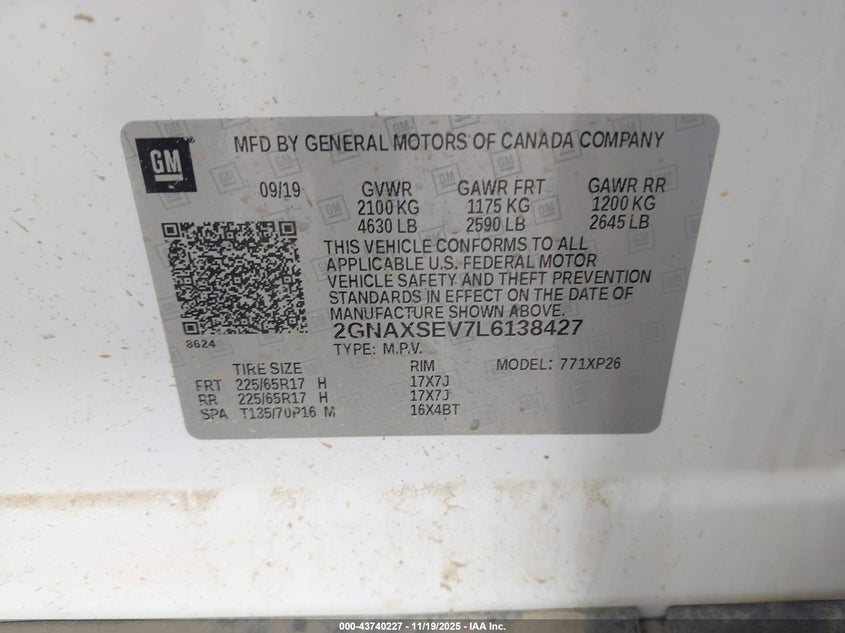 GM
MFD BY GENERAL MOTORS OF CANADA COMPANY
09/19 GVWR GAWR FRT GAWR RR
2100 KG 1175 KG 1200 KG
4630 LB 2590 LB 2645 LB
THIS VEHICLE CONFORMS TO ALL
APPLICABLE U.S. FEDERAL MOTOR
VEHICLE SAFETY AND THEFT PREVENTION
STANDARDS IN EFFECT ON THE DATE OF
MANUFACTURE SHOWN ABOVE.
2GNAXSEV7L6138427
8624
TYPE: M.P.V. MODEL: 771XP26
TIRE SIZE RIM
FRT 225/65R17 H 17X7J
RR 225/65R17 H 17X7J
SPA T135/70P16 M 16X4BT
000-43740227 - 11/19/2025 - IAA Inc.